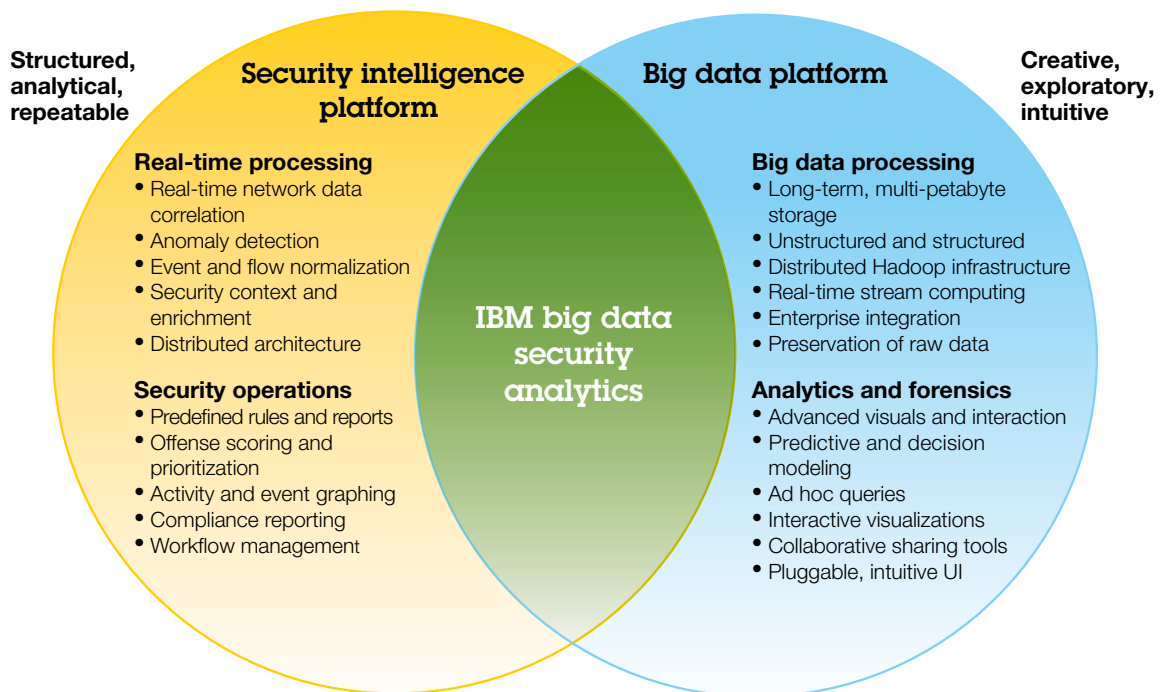 Structured,
analytical,
repeatable
Security intelligence
platform
Real-time processing
• Real-time network data
correlation
• Anomaly detection
• Event and flow normalization
• Security context and
enrichment
• Distributed architecture
Security operations
• Predefined rules and reports
• Offense scoring and
prioritization
• Activity and event graphing
• Compliance reporting
• Workflow management
IBM big data
security
analytics
Big data platform
Big data processing
• Long-term, multi-petabyte
storage
• Unstructured and structured
• Distributed Hadoop infrastructure
• Real-time stream computing
• Enterprise integration
• Preservation of raw data
Analytics and forensics
• Advanced visuals and interaction
• Predictive and decision
modeling
• Ad hoc queries
• Interactive visualizations
• Collaborative sharing tools
• Pluggable, intuitive UI
Creative,
exploratory,
intuitive